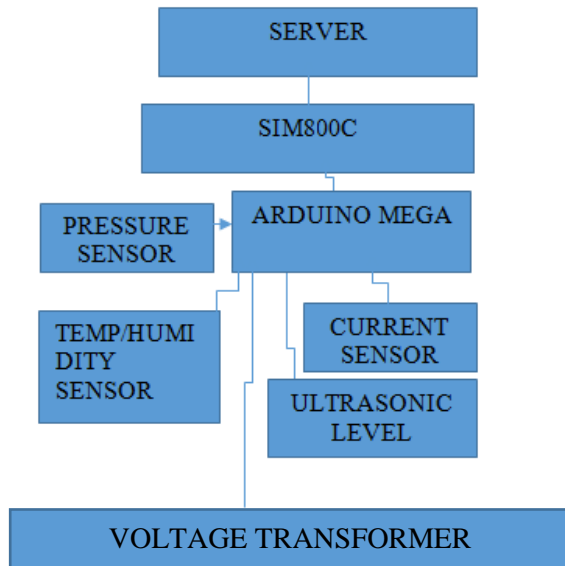 SERVER
SIM800C
ARDUINO MEGA
PRESSURE
SENSOR
TEMP/HUMI
DITY
SENSOR
CURRENT
SENSOR
ULTRASONIC
LEVEL
VOLTAGE TRANSFORMER